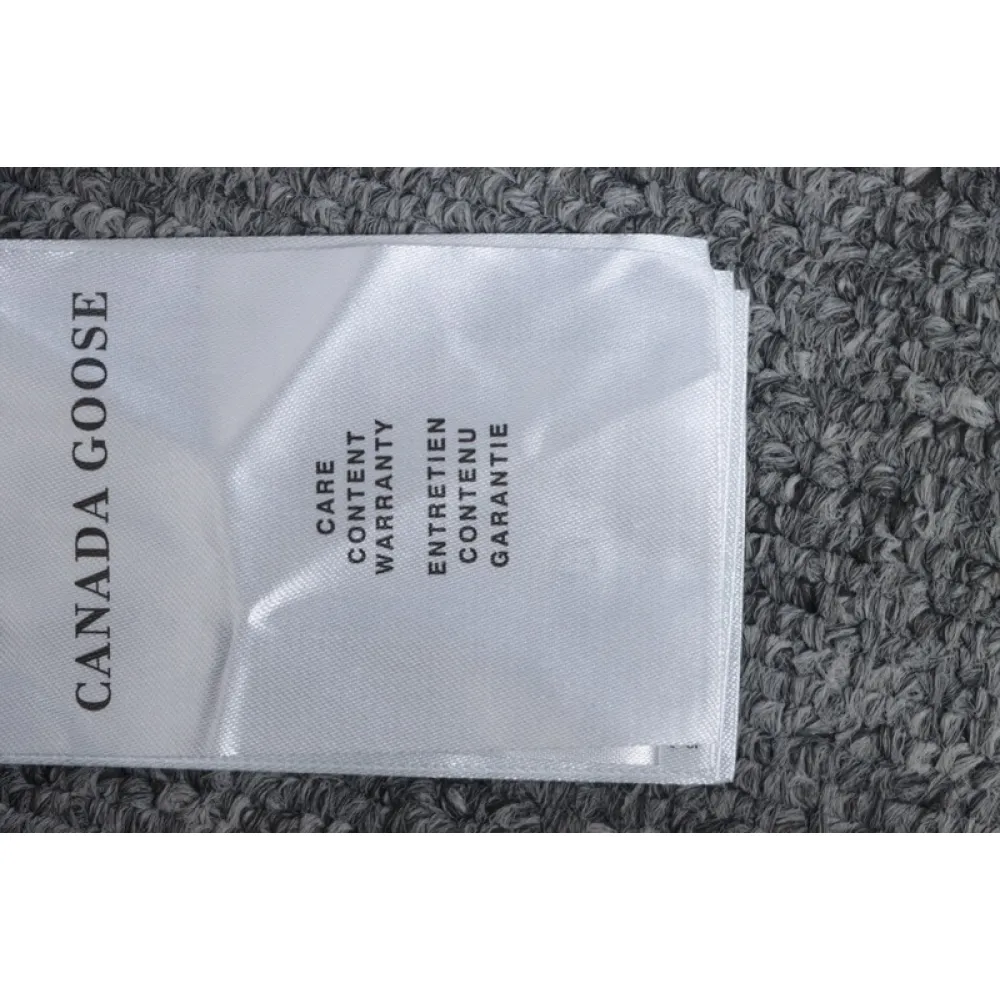 CANADA GOOSE
CARE
CONTENT
WARRANTY
ENTRETIEN
CONTENU
GARANTIE